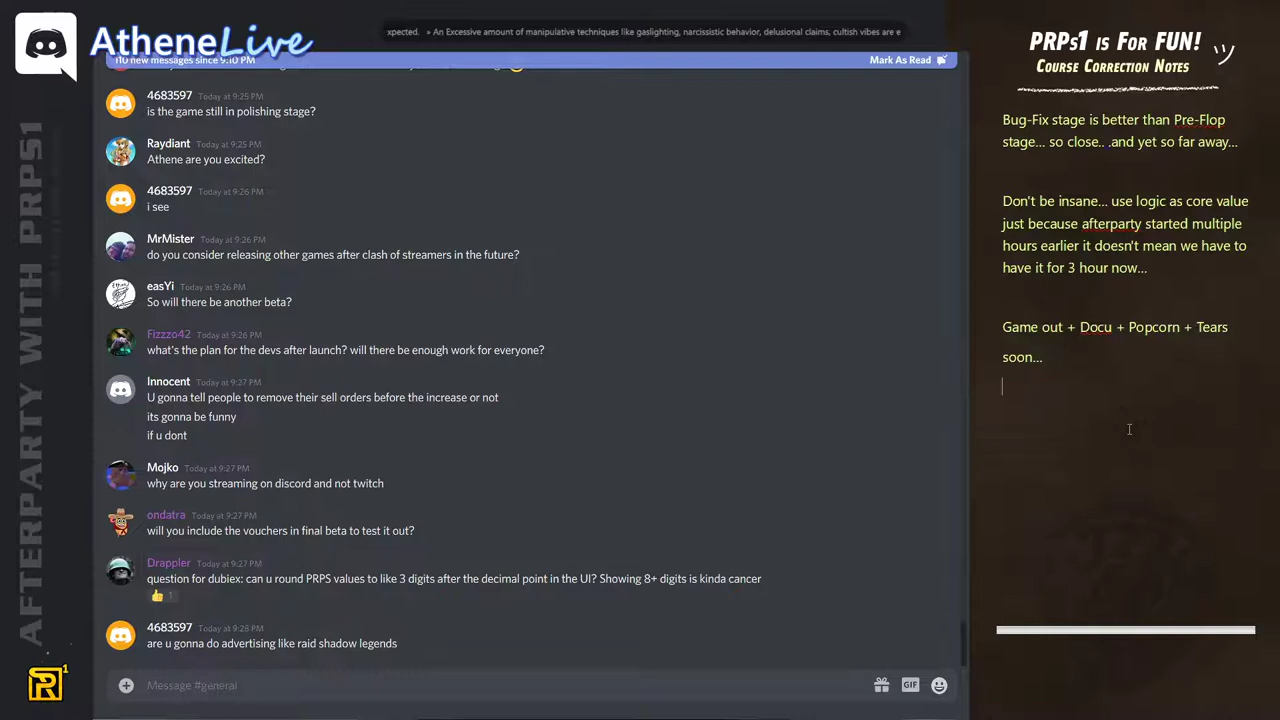 AtheneLive
xpected. » An Excessive amount of manipulative techniques like gaslighting, narcissistic behavior, delusional claims, cultish vibes are e
110 new messages since 9:10 PM
Mark As Read
4683597 Today at 9:25 PM
is the game still in polishing stage?
Raydiant Today at 9:25 PM
Athene are you excited?
4683597 Today at 9:26 PM
i see
MrMister Today at 9:26 PM
do you consider releasing other games after clash of streamers in the future?
easYi Today at 9:26 PM
So will there be another beta?
Fizzzo42 Today at 9:26 PM
what's the plan for the devs after launch? will there be enough work for everyone?
Innocent Today at 9:27 PM
U gonna tell people to remove their sell orders before the increase or not
its gonna be funny
if u dont
Mojko Today at 9:27 PM
why are you streaming on discord and not twitch
ondatra Today at 9:27 PM
will you include the vouchers in final beta to test it out?
Drappler Today at 9:27 PM
question for dubiex: can u round PRPS values to like 3 digits after the decimal point in the UI? Showing 8+ digits is kinda cancer
👍 1
4683597 Today at 9:28 PM
are u gonna do advertising like raid shadow legends
Message #general
GIF
AFTERPARTY WITH PRPS1
R1
PRPs1 is For FUN! ツ
Course Correction Notes
Bug-Fix stage is better than Pre-Flop
stage... so close.. .and yet so far away...
Don't be insane... use logic as core value
just because afterparty started multiple
hours earlier it doesn't mean we have to
have it for 3 hour now...
Game out + Docu + Popcorn + Tears
soon...